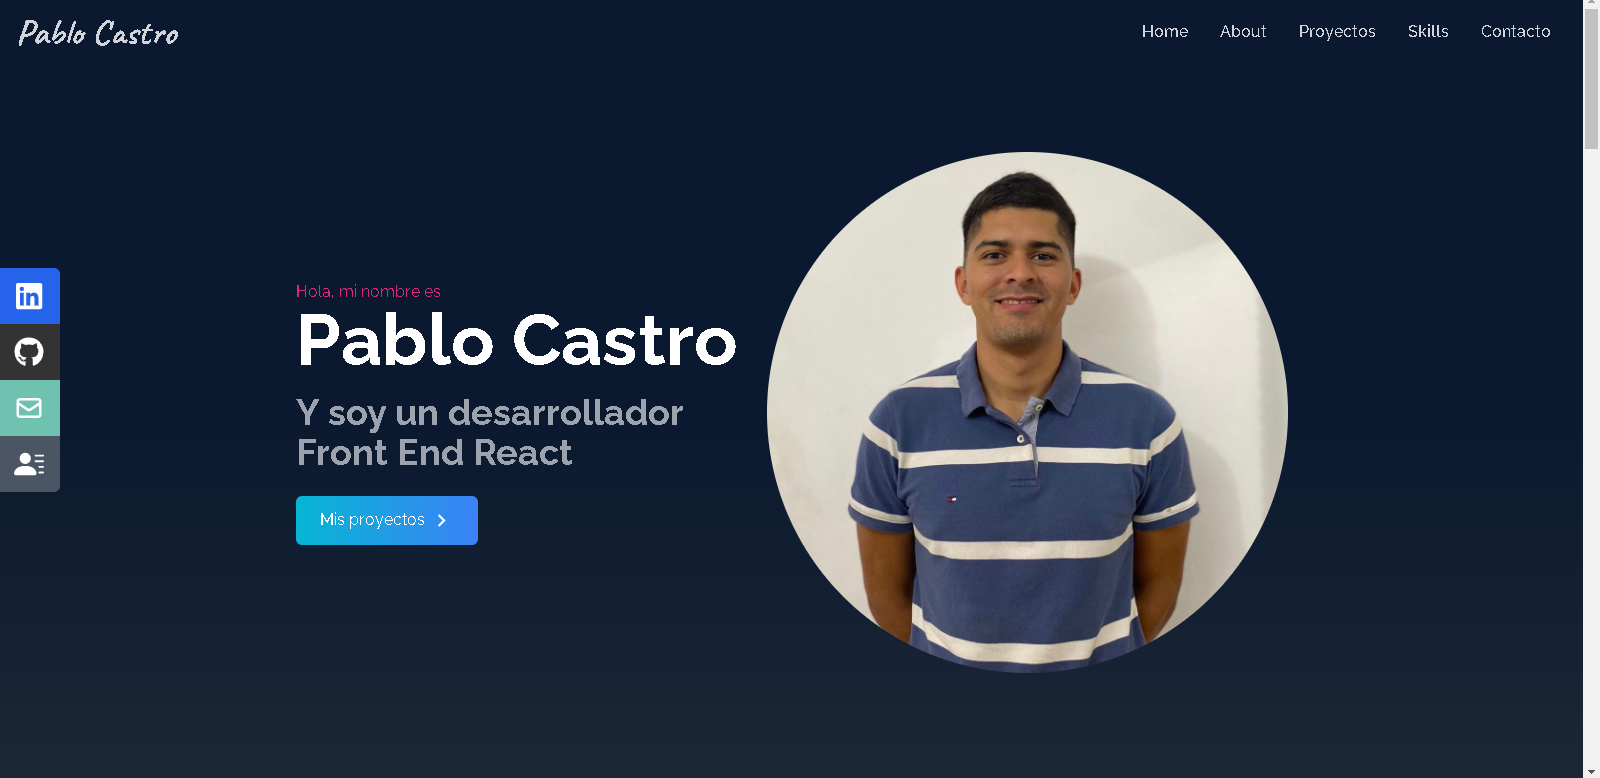 Pablo Castro
Home About Proyectos Skills Contacto
Hola, mi nombre es
Pablo Castro
Y soy un desarrollador
Front End React
Mis proyectos
in